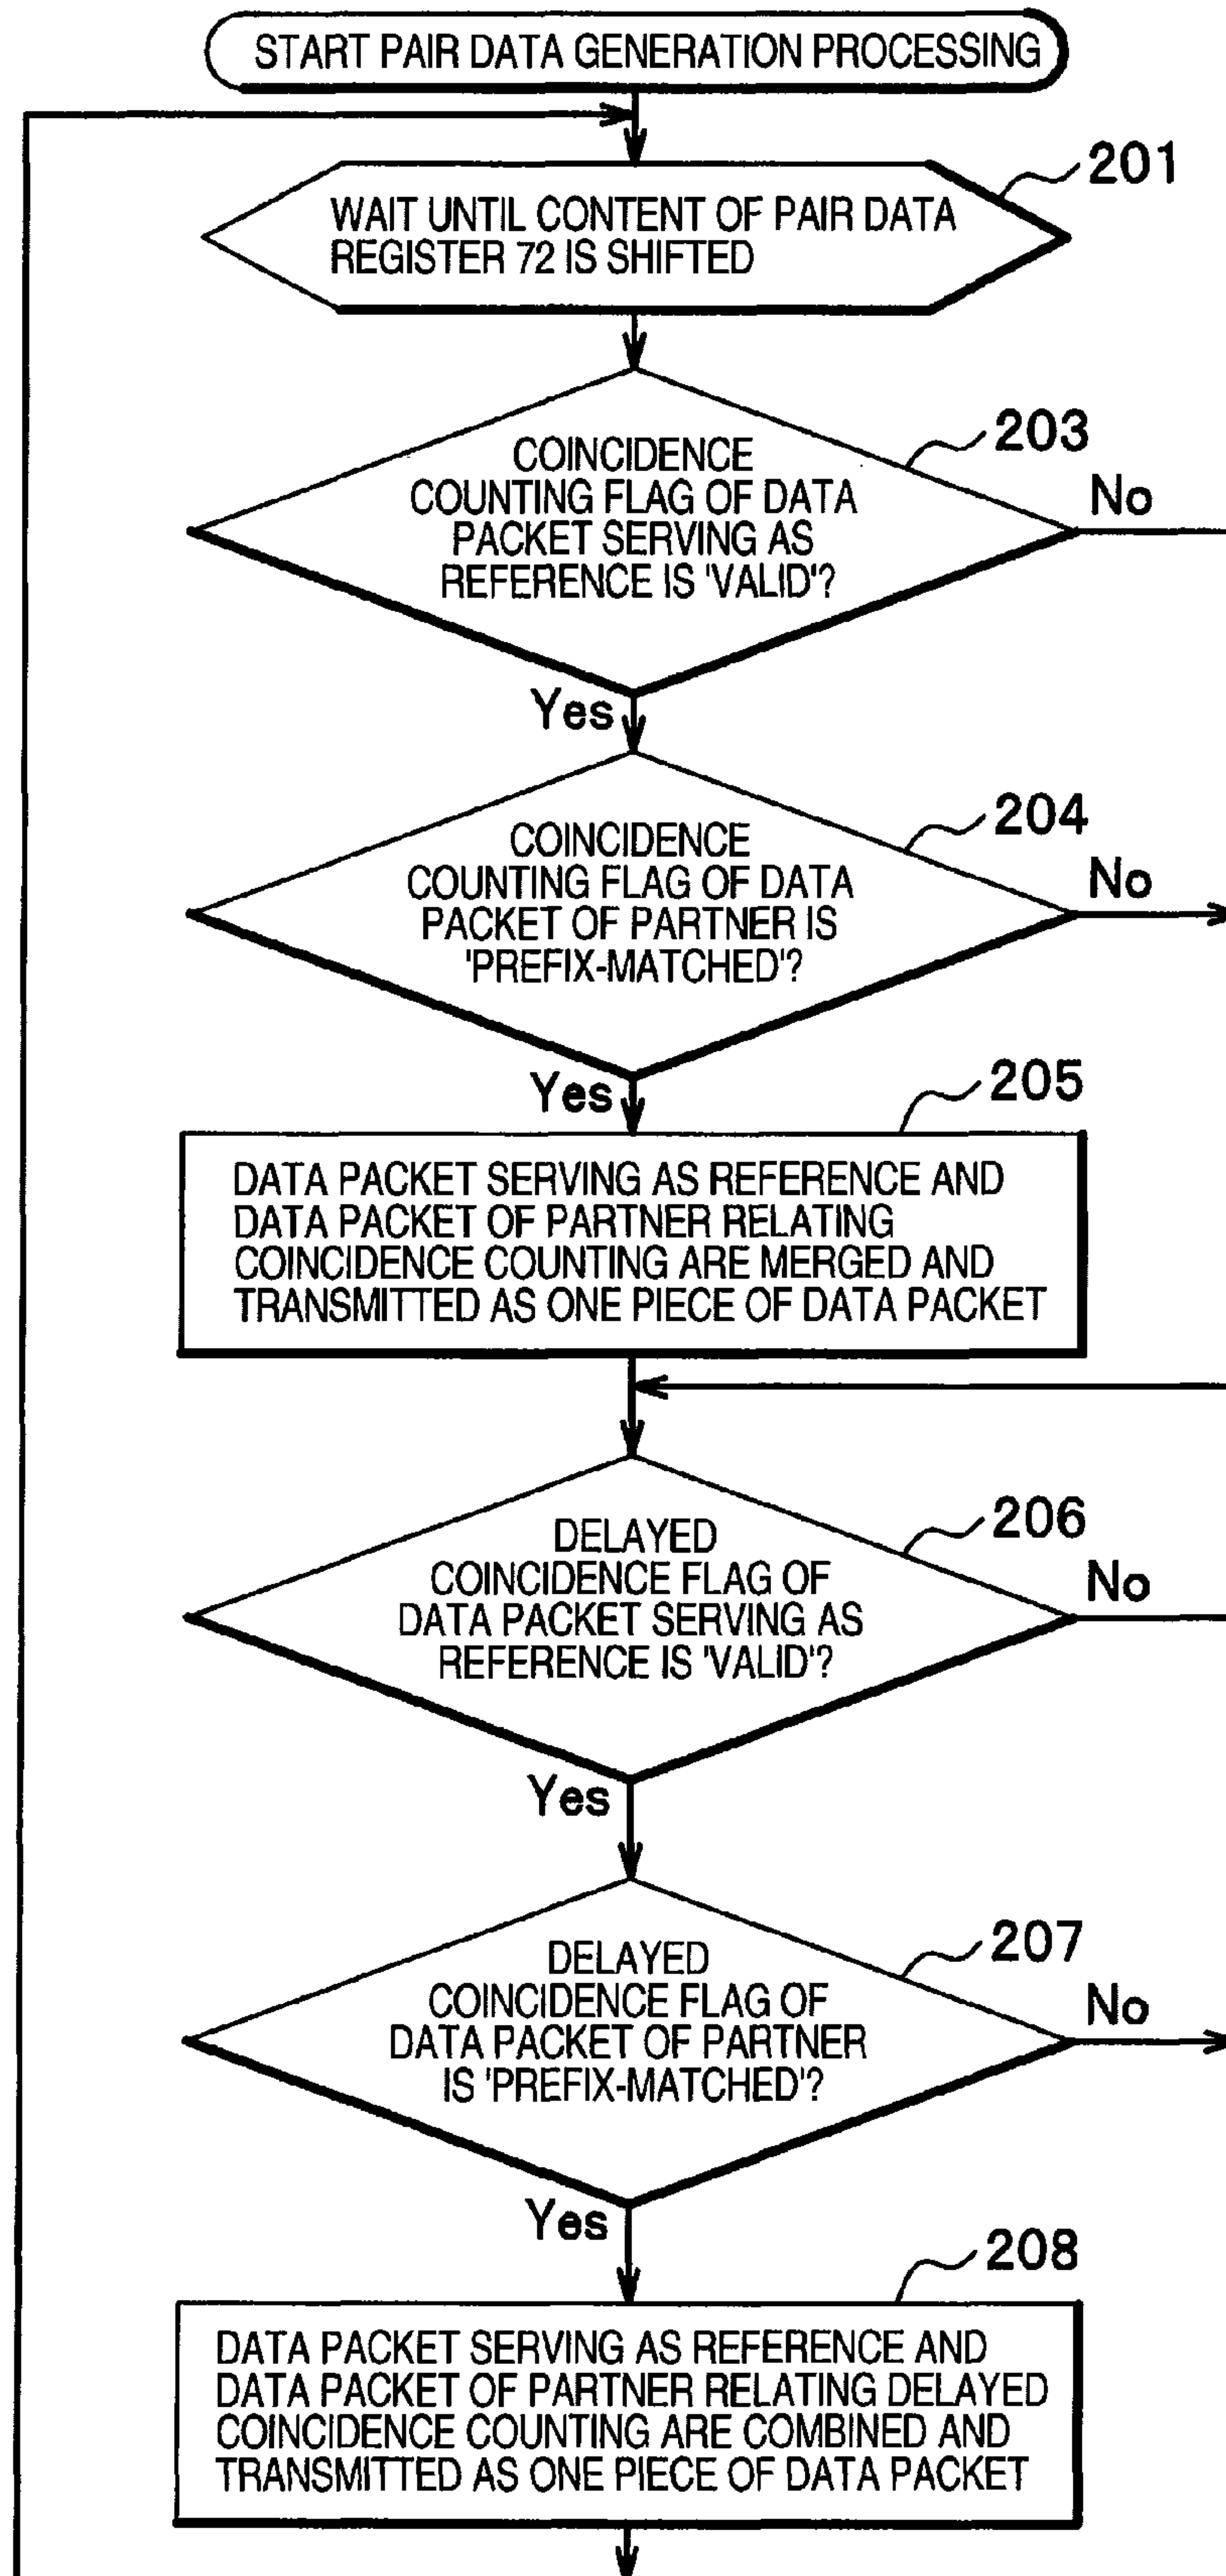 START PAIR DATA GENERATION PROCESSING
201
WAIT UNTIL CONTENT OF PAIR DATA
REGISTER 72 IS SHIFTED
203
COINCIDENCE
COUNTING FLAG OF DATA
PACKET SERVING AS
REFERENCE IS 'VALID'?
No
Yes
204
COINCIDENCE
COUNTING FLAG OF DATA
PACKET OF PARTNER IS
'PREFIX-MATCHED'?
No
Yes
205
DATA PACKET SERVING AS REFERENCE AND
DATA PACKET OF PARTNER RELATING
COINCIDENCE COUNTING ARE MERGED AND
TRANSMITTED AS ONE PIECE OF DATA PACKET
206
DELAYED
COINCIDENCE FLAG OF
DATA PACKET SERVING AS
REFERENCE IS 'VALID'?
No
Yes
207
DELAYED
COINCIDENCE FLAG OF
DATA PACKET OF PARTNER
IS 'PREFIX-MATCHED'?
No
Yes
208
DATA PACKET SERVING AS REFERENCE AND
DATA PACKET OF PARTNER RELATING DELAYED
COINCIDENCE COUNTING ARE COMBINED AND
TRANSMITTED AS ONE PIECE OF DATA PACKET